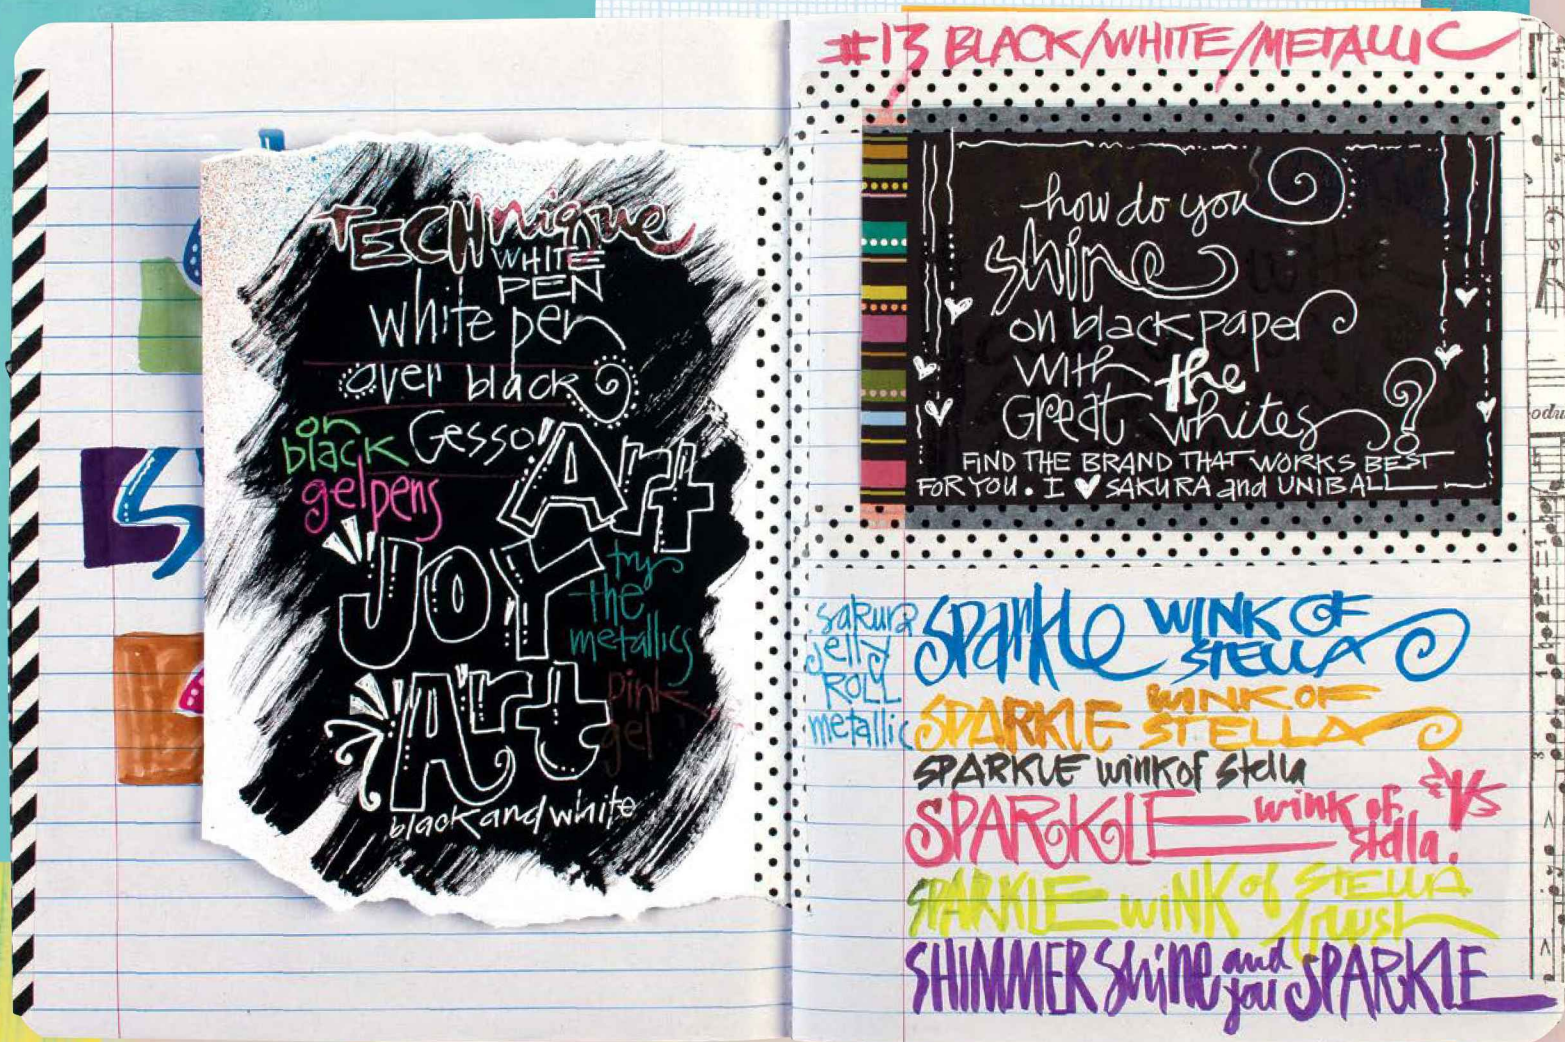 TECHnique
WHITE
PEN
white pen
over black
Gesso
on
black
gelpens
Art
JOY
try
the
metallics
Art
pink
gel
black and white
#13 BLACK/WHITE/METALLIC
how do you
shine
on black paper
with the
Great whites?
FIND THE BRAND THAT WORKS BEST
FOR YOU. I ♥ SAKURA and UNIBALL
sakura
jelly
ROLL
metallic
Sparkle WINK OF
STELLA
SPARKLE WINK OF
STELLA
SPARKLE wink of Stella
SPARKLE wink of
stella.
SPARKLE WINK of STELLA
brush
SHIMMER Shine and
you SPARKLE